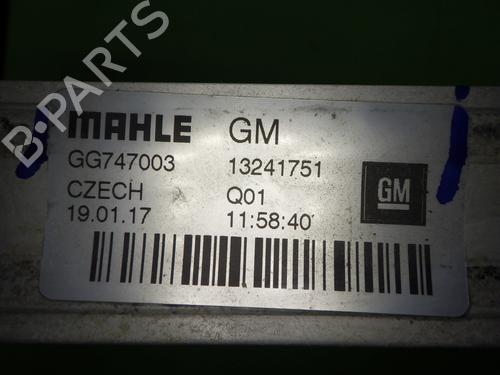 MAHLE GM
GG747003 13241751
CZECH Q01 GM
19.01.17 11:58:40
B-PARTS